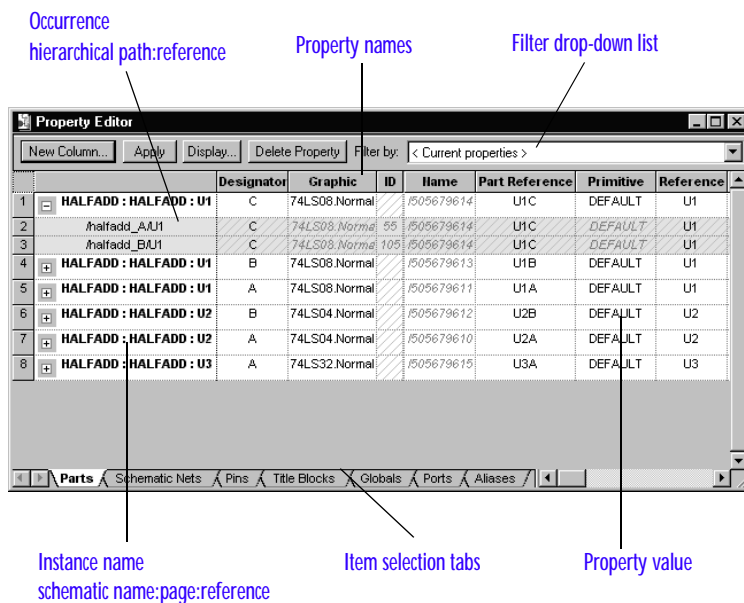 Occurrence
hierarchical path:reference
Property names
Filter drop-down list
Property Editor
New Column... Apply Display... Delete Property Filter by: < Current properties >
Designator Graphic ID Name Part Reference Primitive Reference
1 HALFADD : HALFADD : U1 C 74LS08.Normal /505679614 U1C DEFAULT U1
2 /halfadd_A/U1 C 74LS08.Norma 55 /505679614 U1C DEFAULT U1
3 /halfadd_B/U1 C 74LS08.Norma 105 /505679614 U1C DEFAULT U1
4 HALFADD : HALFADD : U1 B 74LS08.Normal /505679613 U1B DEFAULT U1
5 HALFADD : HALFADD : U1 A 74LS08.Normal /505679611 U1A DEFAULT U1
6 HALFADD : HALFADD : U2 B 74LS04.Normal /505679612 U2B DEFAULT U2
7 HALFADD : HALFADD : U2 A 74LS04.Normal /505679610 U2A DEFAULT U2
8 HALFADD : HALFADD : U3 A 74LS32.Normal /505679615 U3A DEFAULT U3
Parts Schematic Nets Pins Title Blocks Globals Ports Aliases
Instance name
schematic name:page:reference
Item selection tabs
Property value